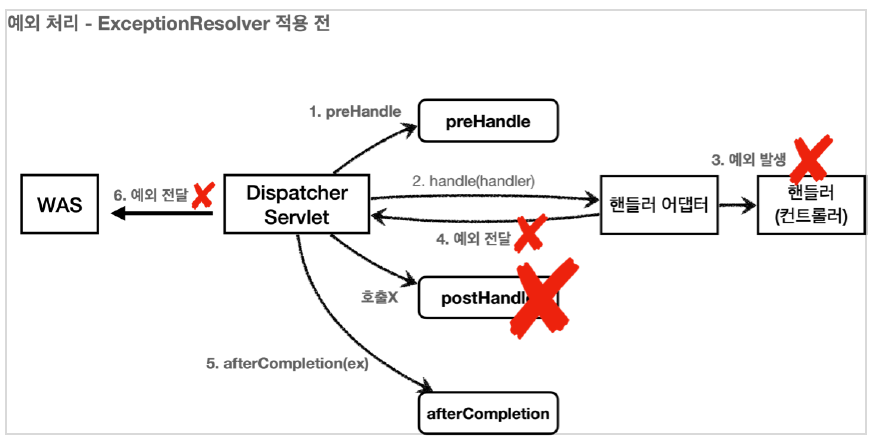 예외 처리 - ExceptionResolver 적용 전
1. preHandle
preHandle
3. 예외 발생
6. 예외 전달
2. handle(handler)
WAS
Dispatcher
Servlet
핸들러 어댑터
핸들러
(컨트롤러)
4. 예외 전달
호출X
postHandl
5. afterCompletion(ex)
afterCompletion